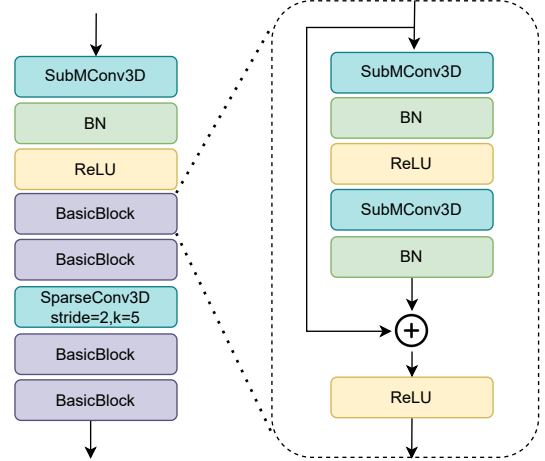 SubMConv3D
BN
ReLU
BasicBlock
BasicBlock
SparseConv3D
stride=2,k=5
BasicBlock
BasicBlock
SubMConv3D
BN
ReLU
SubMConv3D
BN
ReLU